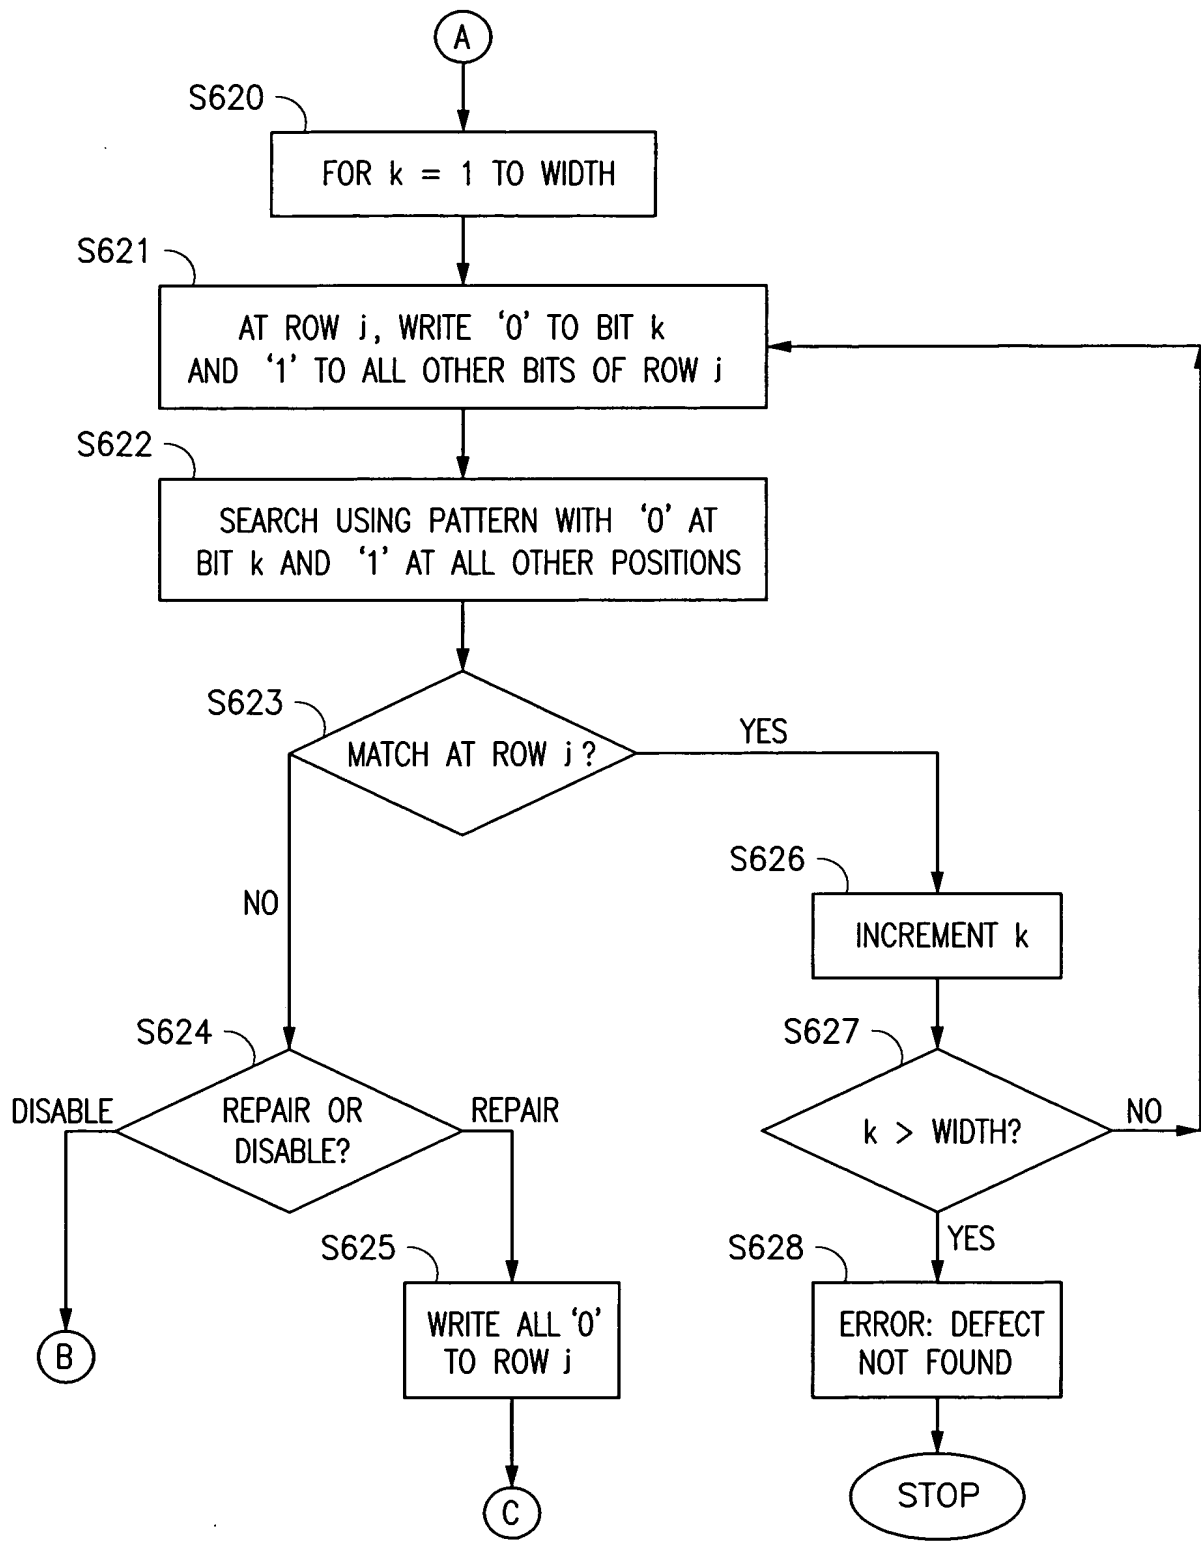 A
S620
FOR k = 1 TO WIDTH
S621
AT ROW j, WRITE ‘0’ TO BIT k
AND ‘1’ TO ALL OTHER BITS OF ROW j
S622
SEARCH USING PATTERN WITH ‘0’ AT
BIT k AND ‘1’ AT ALL OTHER POSITIONS
S623
MATCH AT ROW j?
YES
NO
S626
INCREMENT k
S624
REPAIR OR
DISABLE?
DISABLE
REPAIR
S627
k > WIDTH?
NO
YES
S625
WRITE ALL ‘0’
TO ROW j
S628
ERROR: DEFECT
NOT FOUND
B
C
STOP